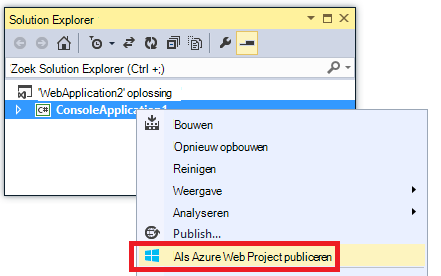 Solution Explorer
Zoek Solution Explorer (Ctrl +;)
'WebApplication2' oplossing
C# ConsoleApplication1
Bouwen
Opnieuw opbouwen
Reinigen
Weergave
Analyseren
Publish...
Als Azure Web Project publiceren